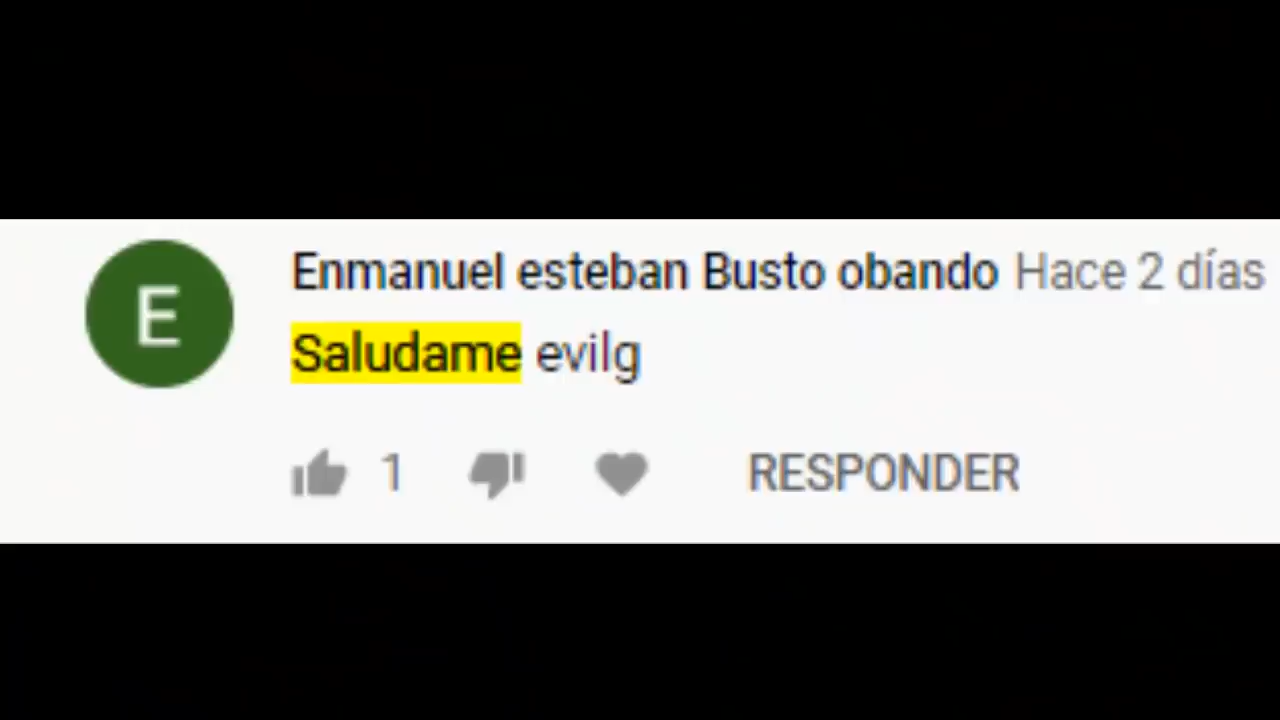 E
Enmanuel esteban Busto obando Hace 2 días
Saludame evilg
1 RESPONDER